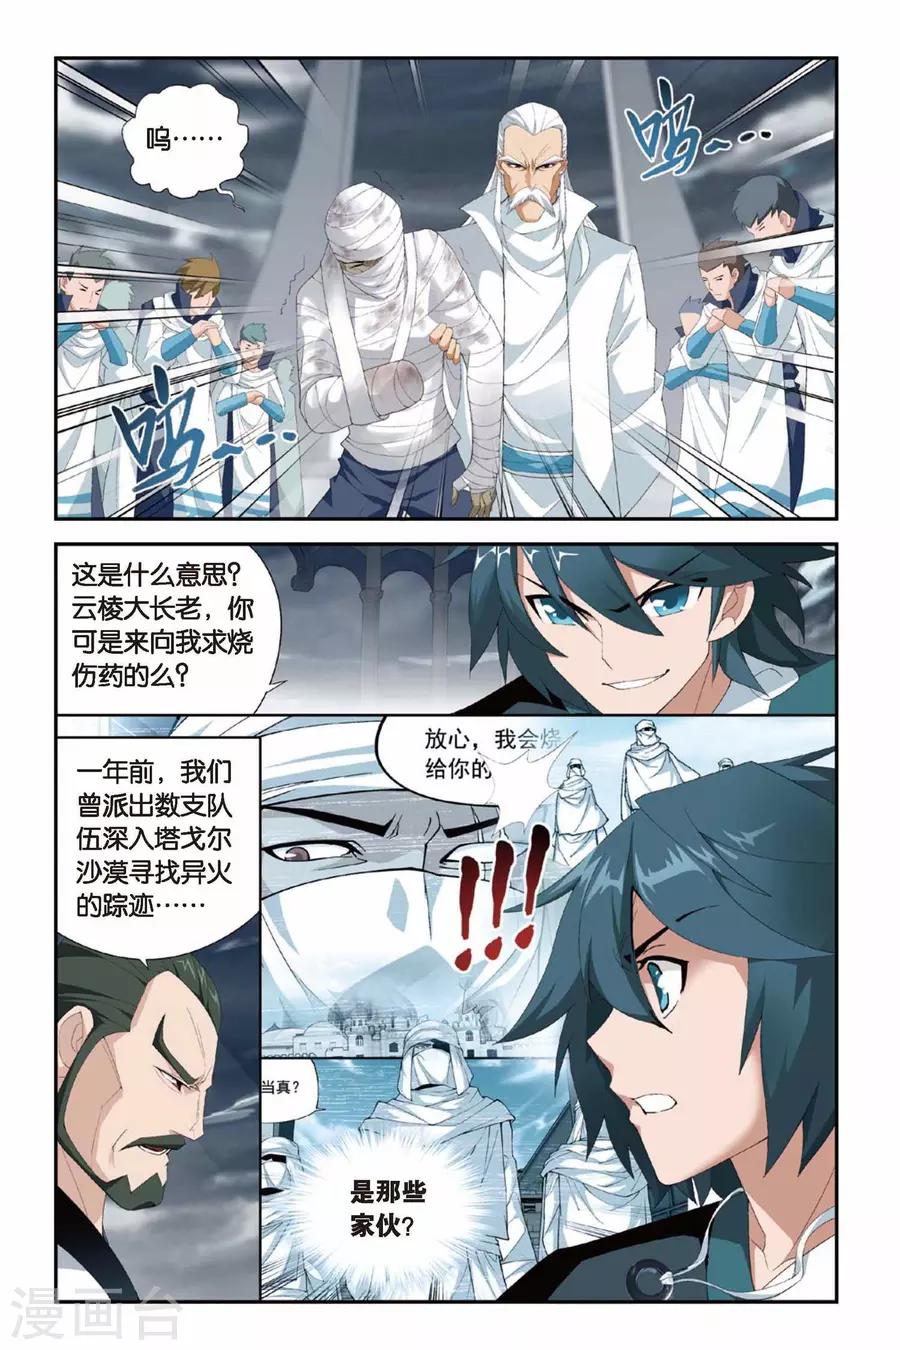 呜……
呜~…
呜~…
这是什么意思？
云棱大长老，你
可是来向我求烧
伤药的么？
放心，我会烧
给你的
一年前，我们
曾派出数支队
伍深入塔戈尔
沙漠寻找异火
的踪迹……
!!!
当真？
是那些
家伙？
漫画台